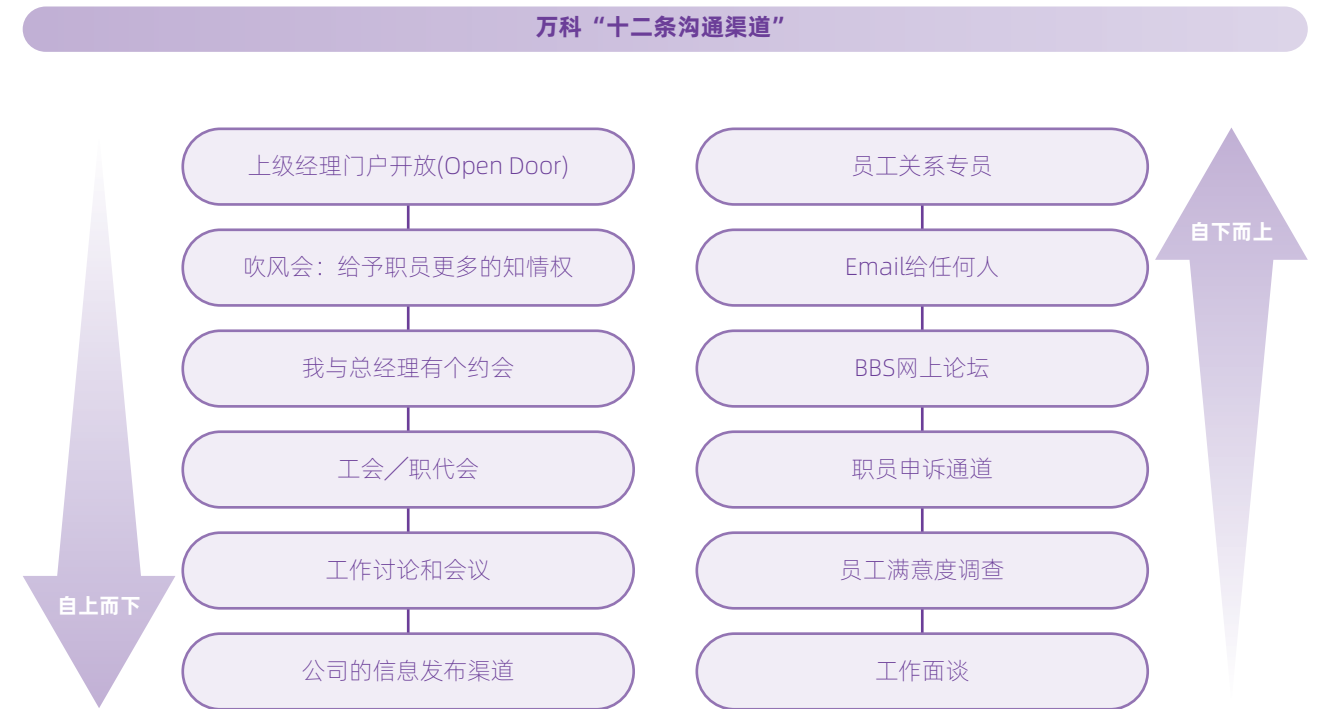 万科“十二条沟通渠道”
自上而下
上级经理门户开放(Open Door)
吹风会：给予职员更多的知情权
我与总经理有个约会
工会／职代会
工作讨论和会议
公司的信息发布渠道
员工关系专员
Email给任何人
BBS网上论坛
职员申诉通道
员工满意度调查
工作面谈
自下而上